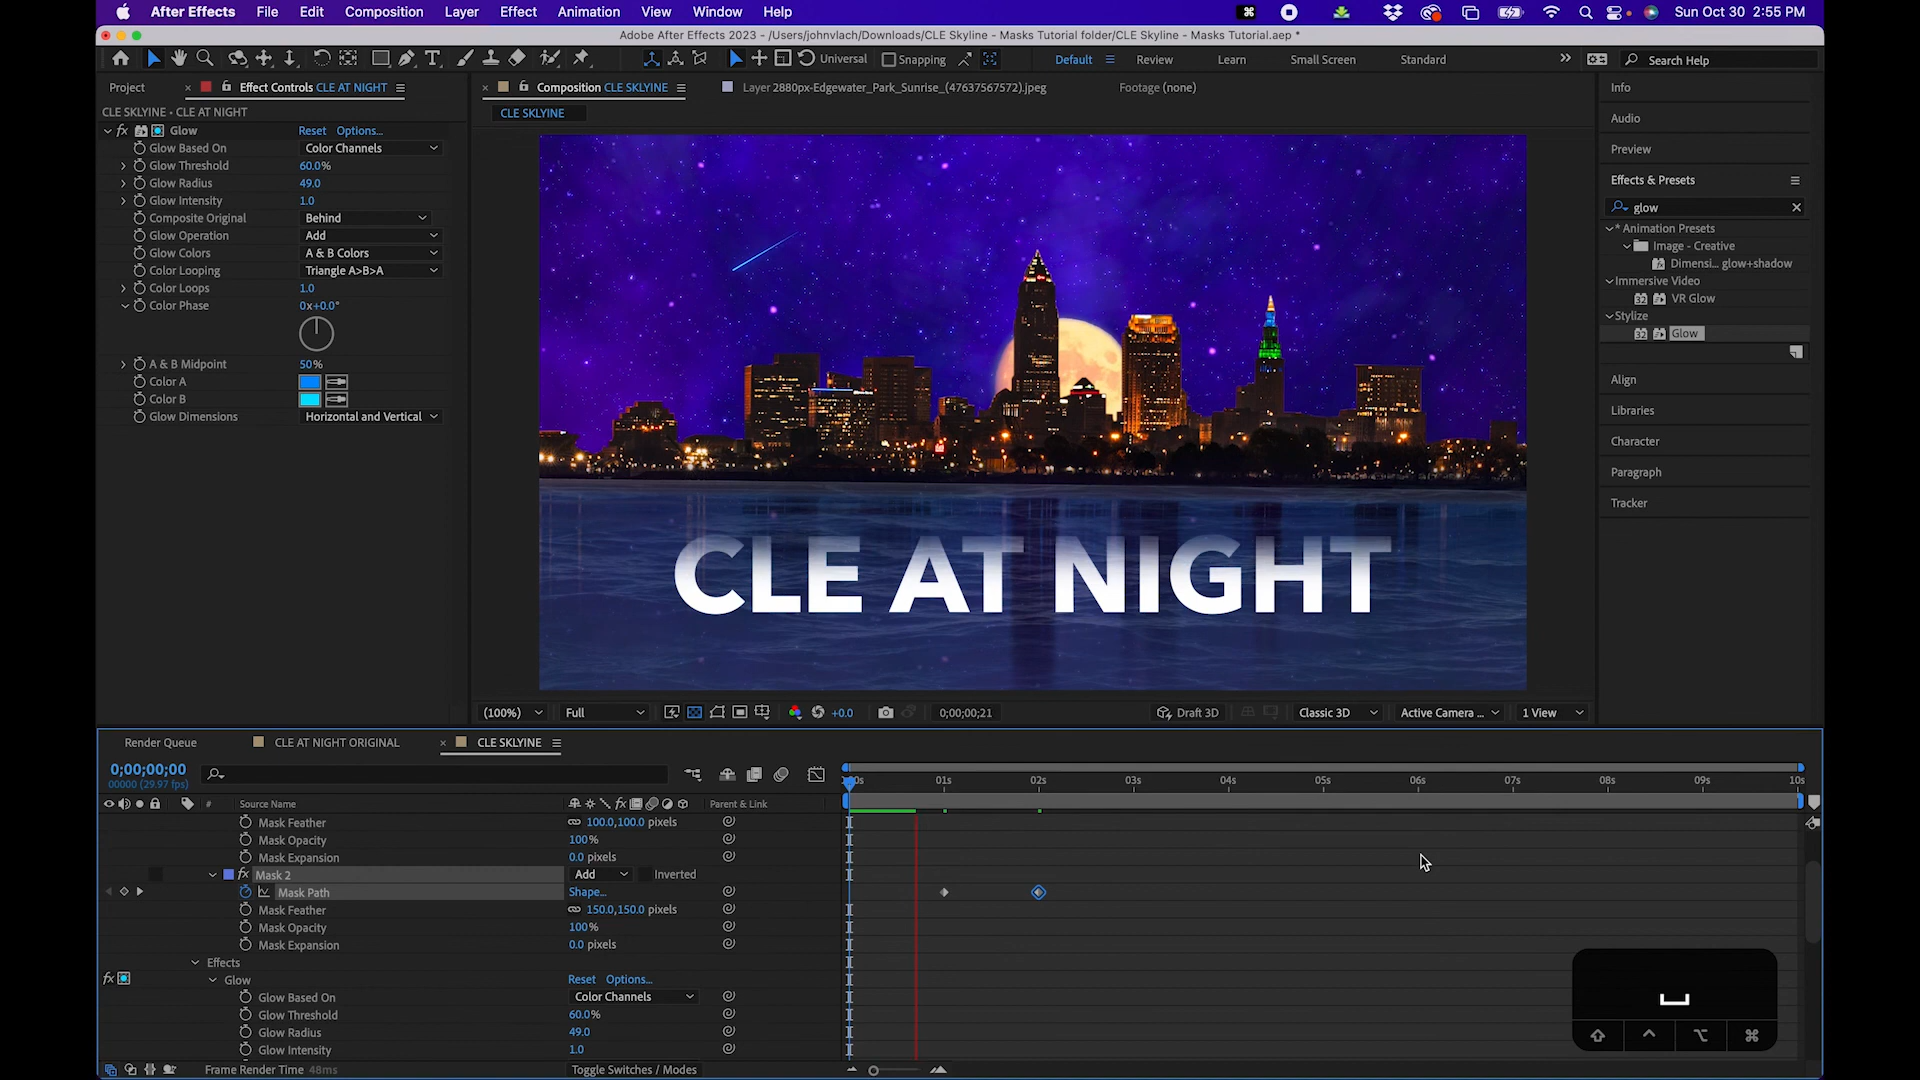 After Effects File Edit Composition Layer Effect Animation View Window Help Sun Oct 30 2:55 PM
Adobe After Effects 2023 - /Users/johnvlach/Downloads/CLE Skyline - Masks Tutorial folder/CLE Skyline - Masks Tutorial.aep *
Universal Snapping Default Review Learn Small Screen Standard Search Help
Project Effect Controls CLE AT NIGHT Composition CLE SKLYINE Layer 2880px-Edgewater_Park_Sunrise_(47637567572).jpeg Footage (none) Info
CLE SKLYINE - CLE AT NIGHT CLE SKLYINE Audio
fx Glow Reset Options...
Glow Based On Color Channels Preview
Glow Threshold 60.0%
Glow Radius 49.0 Effects & Presets
Glow Intensity 1.0 glow
Composite Original Behind * Animation Presets
Glow Operation Add Image - Creative
Glow Colors A & B Colors Dimensi... glow+shadow
Color Looping Triangle A>B>A Immersive Video
Color Loops 1.0 32 VR Glow
Color Phase 0x+0.0° Stylize
32 Glow
A & B Midpoint 50%
Color A Align
Color B Libraries
Glow Dimensions Horizontal and Vertical Character
Paragraph
Tracker
CLE AT NIGHT
(100%) Full +0.0 0;00;00;21 Draft 3D Classic 3D Active Camera ... 1 View
Render Queue CLE AT NIGHT ORIGINAL CLE SKLYINE
0;00;00;00
00000 (29.97 fps)
:00s 01s 02s 03s 04s 05s 06s 07s 08s 09s 10s
# Source Name fx Parent & Link
Mask Feather 100.0,100.0 pixels
Mask Opacity 100%
Mask Expansion 0.0 pixels
fx Mask 2 Add Inverted
Mask Path Shape...
Mask Feather 150.0,150.0 pixels
Mask Opacity 100%
Mask Expansion 0.0 pixels
Effects
fx Glow Reset Options...
Glow Based On Color Channels
Glow Threshold 60.0%
Glow Radius 49.0
Glow Intensity 1.0
Frame Render Time 48ms Toggle Switches / Modes